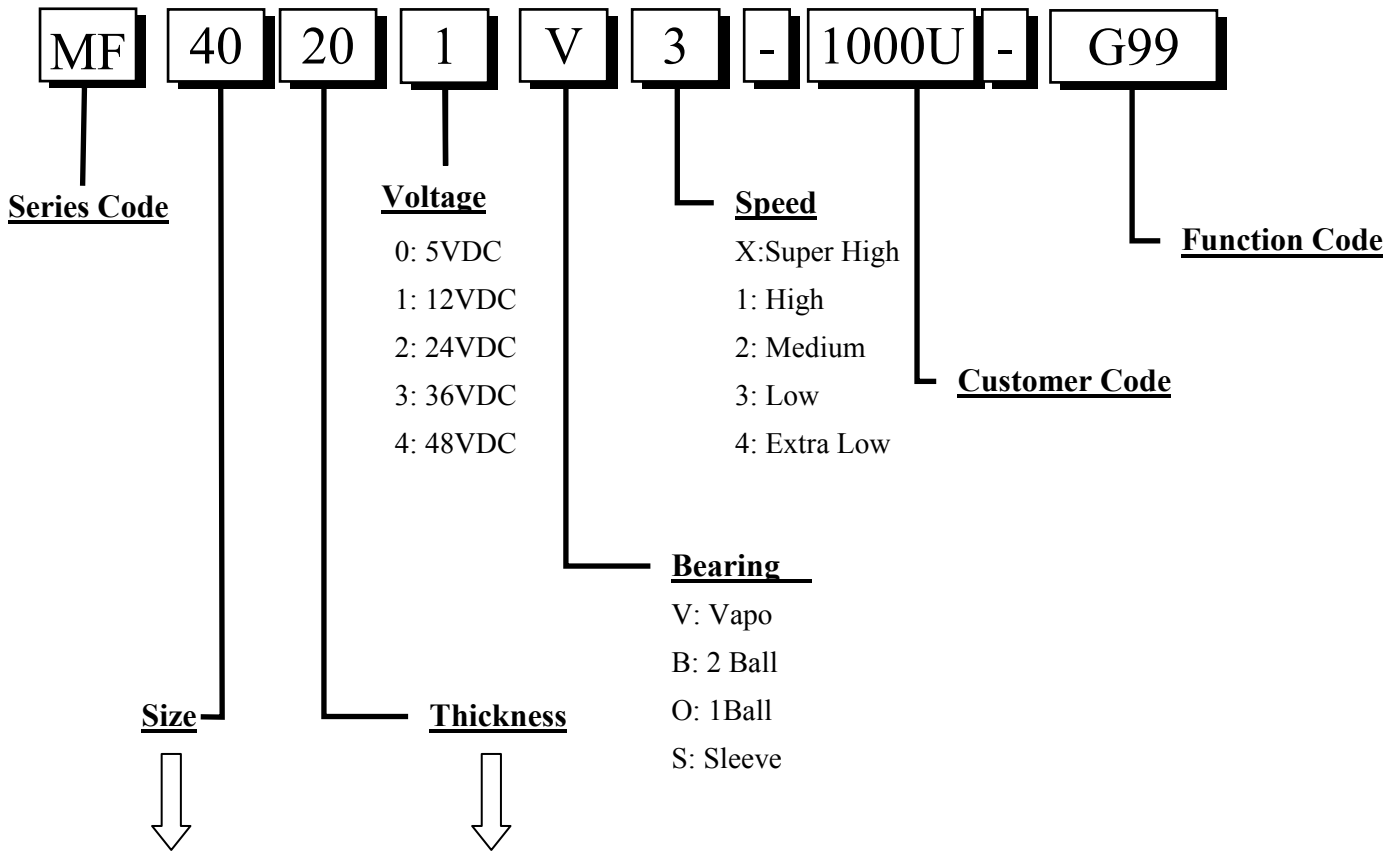 MF 40 20 1 V 3 - 1000U - G99
Series Code
Voltage
0: 5VDC
1: 12VDC
2: 24VDC
3: 36VDC
4: 48VDC
Speed
X:Super High
1: High
2: Medium
3: Low
4: Extra Low
Function Code
Customer Code
Bearing
V: Vapo
B: 2 Ball
O: 1Ball
S: Sleeve
Size
Thickness